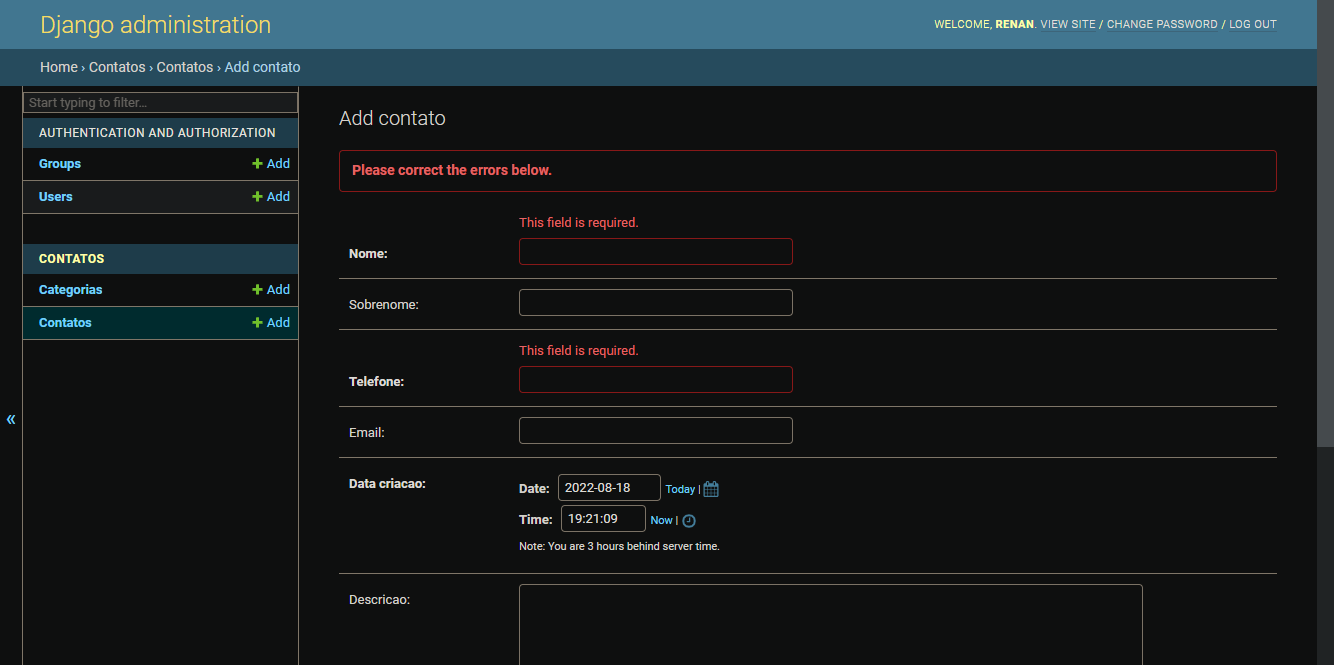 Django administration
WELCOME, RENAN. VIEW SITE / CHANGE PASSWORD / LOG OUT
Home › Contatos › Contatos › Add contato
Start typing to filter...
AUTHENTICATION AND AUTHORIZATION
Groups + Add
Users + Add
CONTATOS
Categorias + Add
Contatos + Add
«
Add contato
Please correct the errors below.
This field is required.
Nome:
Sobrenome:
This field is required.
Telefone:
Email:
Data criacao:
Date: 2022-08-18 Today |
Time: 19:21:09 Now |
Note: You are 3 hours behind server time.
Descricao: